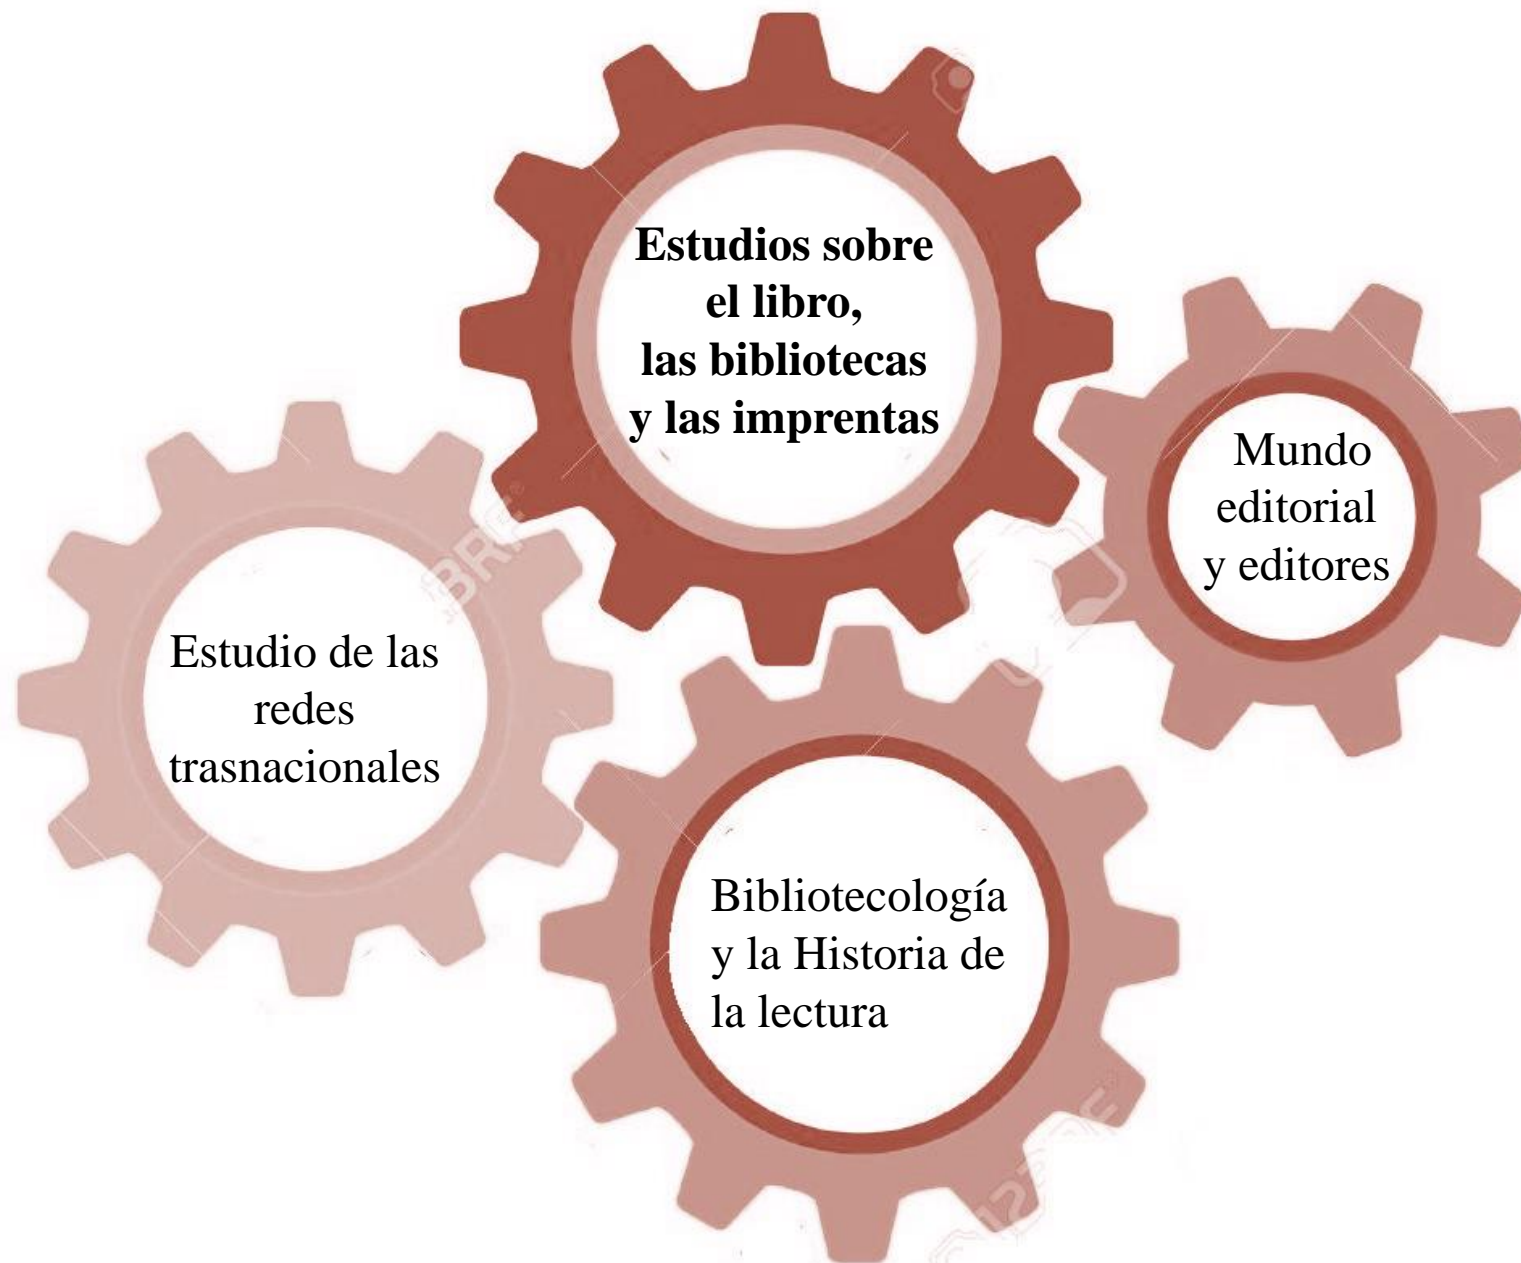 Estudios sobre
el libro,
las bibliotecas
y las imprentas
Mundo
editorial
y editores
Estudio de las
redes
trasnacionales
Bibliotecología
y la Historia de
la lectura